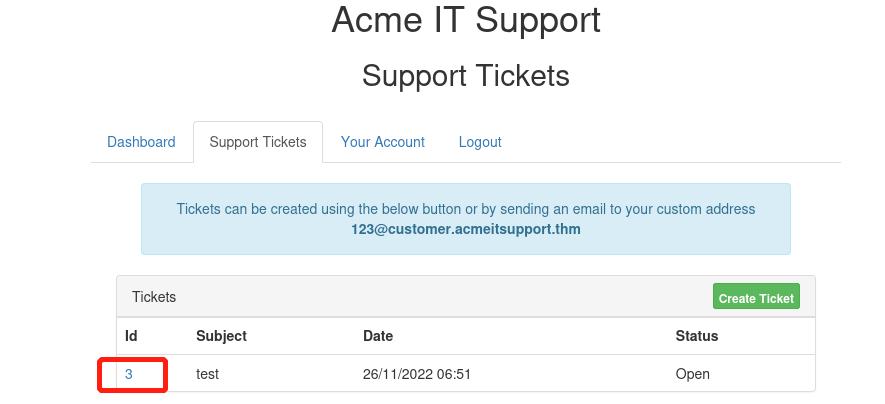 Acme IT Support
Support Tickets
Dashboard Support Tickets Your Account Logout
Tickets can be created using the below button or by sending an email to your custom address
123@customer.acmeitsupport.thm
Tickets Create Ticket
Id Subject Date Status
3 test 26/11/2022 06:51 Open